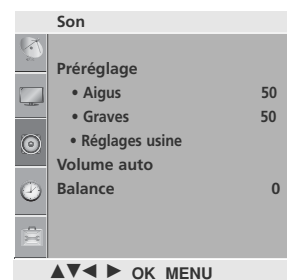 Son
Préréglage
• Aigus 50
• Graves 50
• Réglages usine
Volume auto
Balance 0
▲▼◄ ► OK MENU